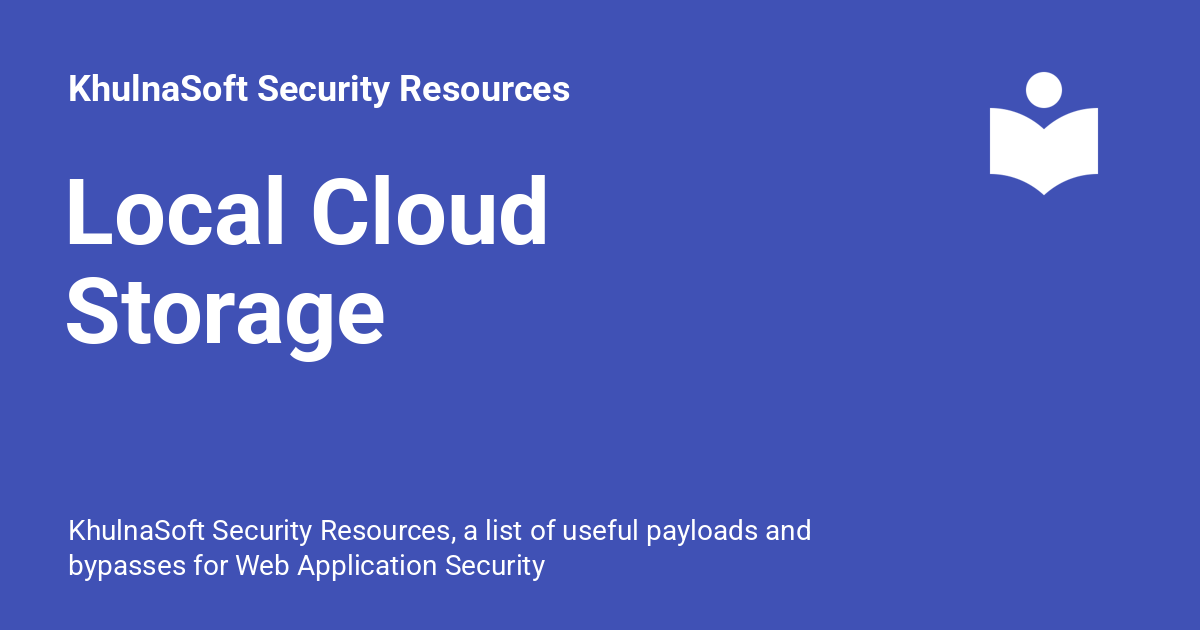 KhulnaSoft Security Resources
Local Cloud
Storage
KhulnaSoft Security Resources, a list of useful payloads and
bypasses for Web Application Security